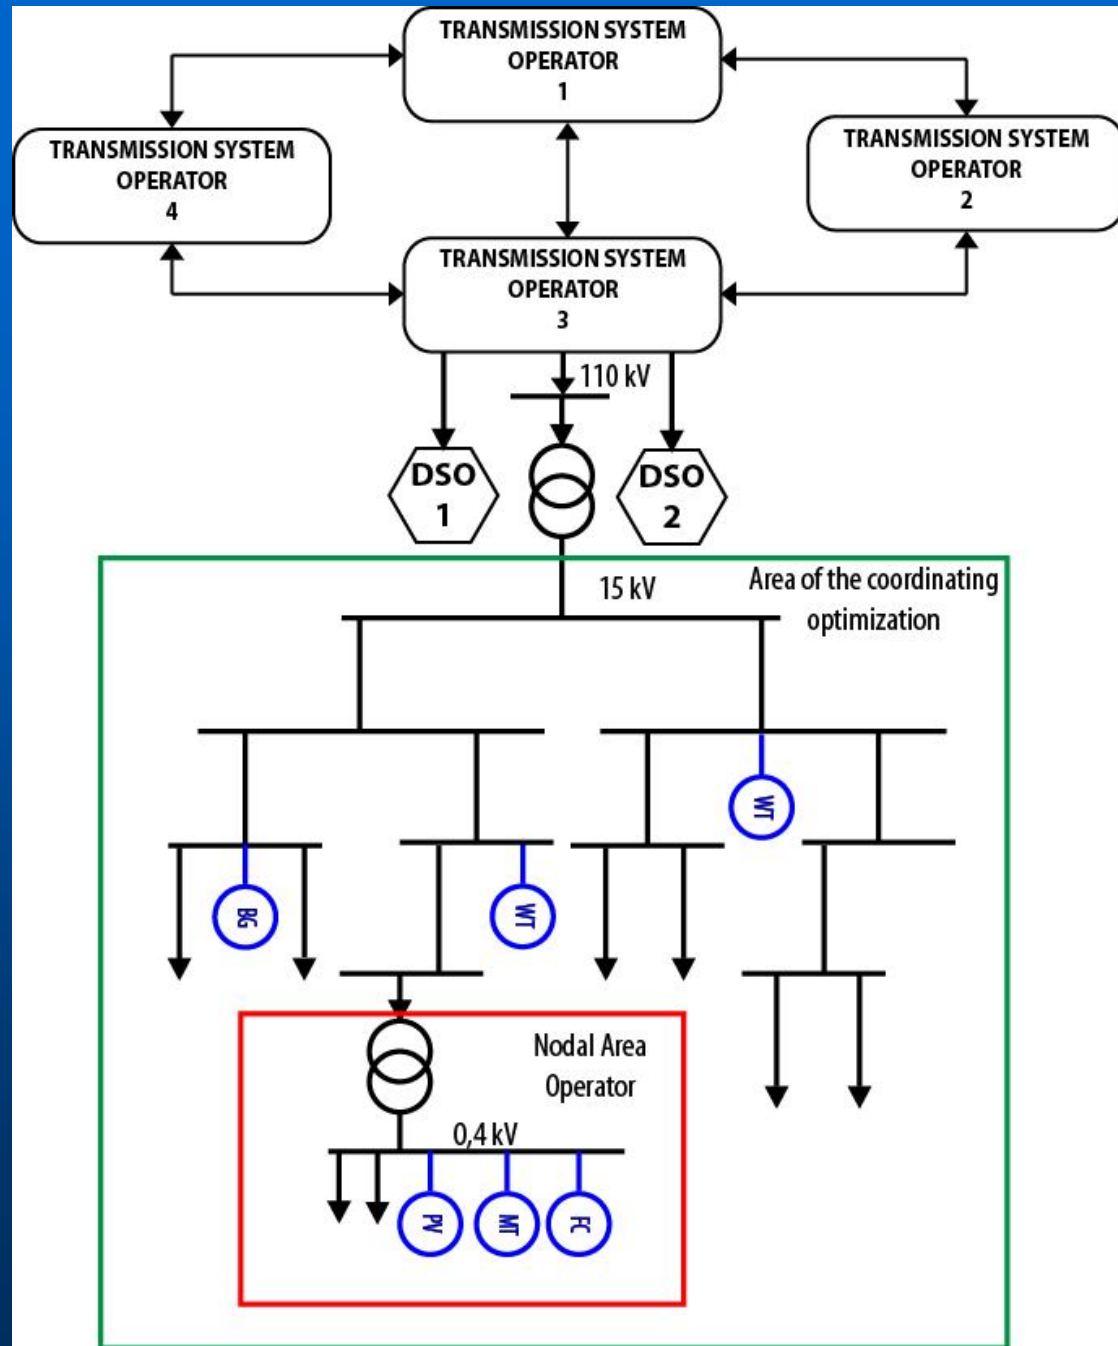 TRANSMISSION SYSTEM
OPERATOR
1
TRANSMISSION SYSTEM
OPERATOR
4
TRANSMISSION SYSTEM
OPERATOR
2
TRANSMISSION SYSTEM
OPERATOR
3
110 kV
DSO
1
DSO
2
15 kV
Area of the coordinating
optimization
WT
BG
WT
Nodal Area
Operator
0,4 kV
PV
MT
FC